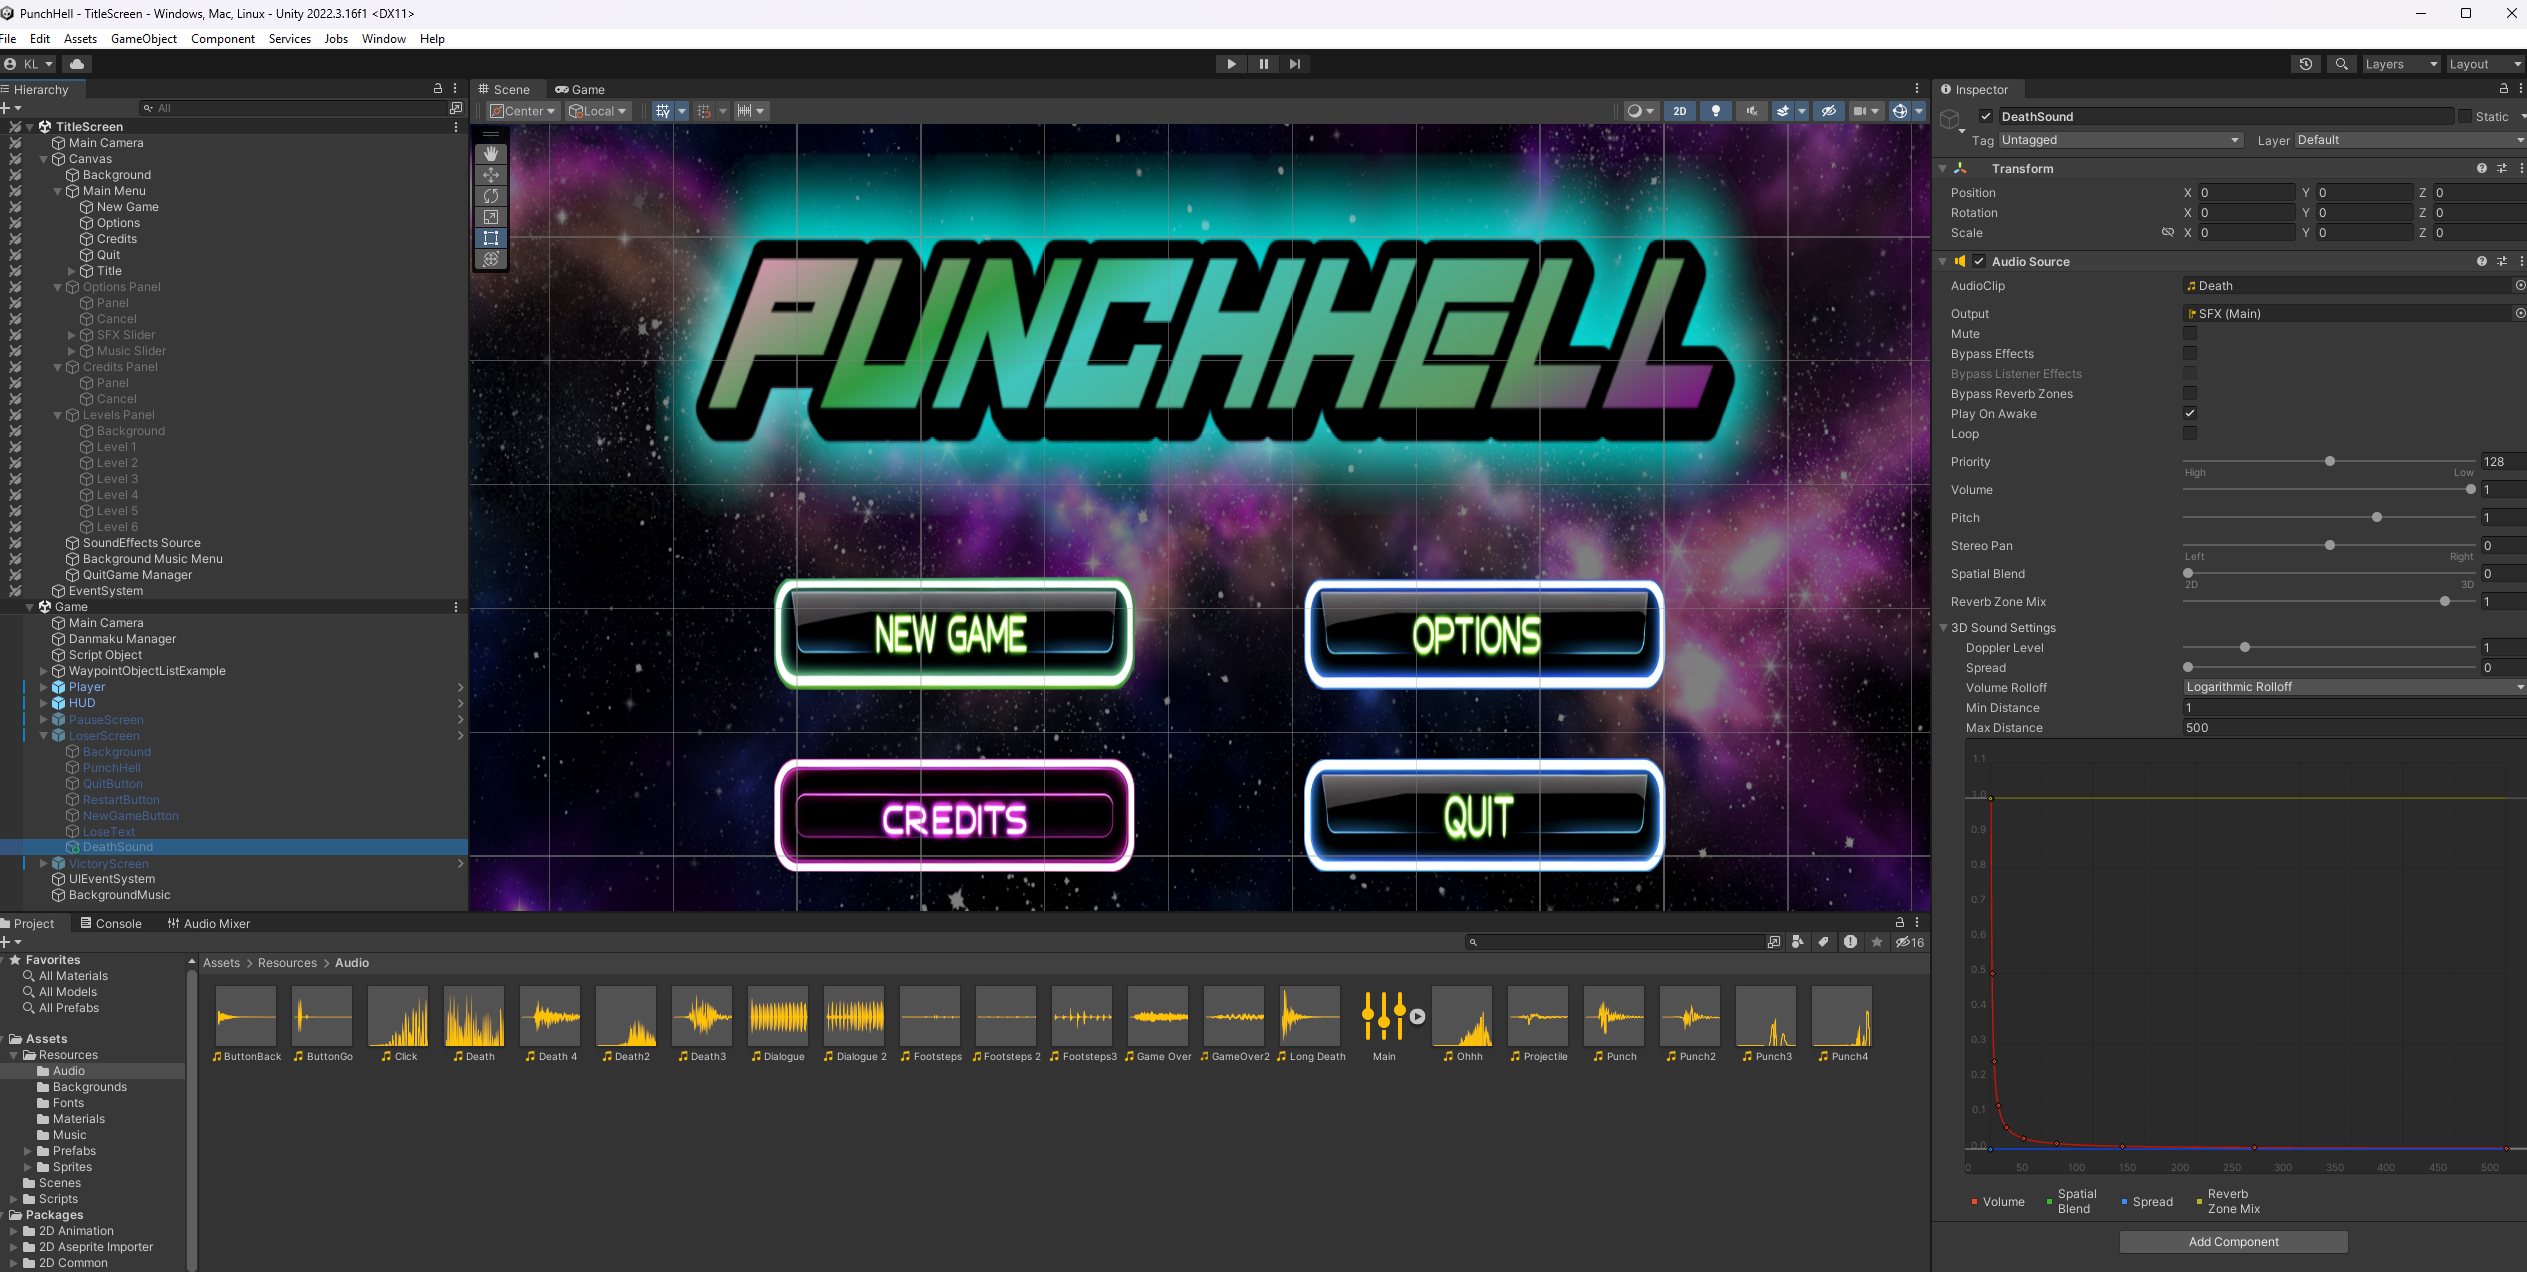 PunchHell - TitleScreen - Windows, Mac, Linux - Unity 2022.3.16f1 <DX11>
File Edit Assets GameObject Component Services Jobs Window Help
KL
Layers Layout
Hierarchy
All
TitleScreen
Main Camera
Canvas
Background
Main Menu
New Game
Options
Credits
Quit
Title
Options Panel
Panel
Cancel
SFX Slider
Music Slider
Credits Panel
Panel
Cancel
Levels Panel
Background
Level 1
Level 2
Level 3
Level 4
Level 5
Level 6
SoundEffects Source
Background Music Menu
QuitGame Manager
EventSystem
Game
Main Camera
Danmaku Manager
Script Object
WaypointObjectListExample
Player
HUD
PauseScreen
LoserScreen
Background
PunchHell
QuitButton
RestartButton
NewGameButton
LoseText
DeathSound
VictoryScreen
UIEventSystem
BackgroundMusic
Scene Game
Center Local 2D
PUNCHHELL
NEW GAME OPTIONS
CREDITS QUIT
Inspector
DeathSound Static
Tag Untagged Layer Default
Transform
Position X 0 Y 0 Z 0
Rotation X 0 Y 0 Z 0
Scale X 0 Y 0 Z 0
Audio Source
AudioClip Death
Output SFX (Main)
Mute
Bypass Effects
Bypass Listener Effects
Bypass Reverb Zones
Play On Awake
Loop
Priority 128
High Low
Volume 1
Pitch 1
Stereo Pan 0
Left Right
Spatial Blend 0
2D 3D
Reverb Zone Mix 1
3D Sound Settings
Doppler Level 1
Spread 0
Volume Rolloff Logarithmic Rolloff
Min Distance 1
Max Distance 500
1.1
1.0
0.9
0.8
0.7
0.6
0.5
0.4
0.3
0.2
0.1
0.0
0 50 100 150 200 250 300 350 400 450 500
Volume Spatial Blend Spread Reverb Zone Mix
Add Component
Project Console Audio Mixer
16
Favorites
All Materials
All Models
All Prefabs
Assets
Resources
Audio
Backgrounds
Fonts
Materials
Music
Prefabs
Sprites
Scenes
Scripts
Packages
2D Animation
2D Aseprite Importer
2D Common
Assets > Resources > Audio
ButtonBack ButtonGo Click Death Death 4 Death2 Death3 Dialogue Dialogue 2 Footsteps Footsteps 2 Footsteps3 Game Over GameOver2 Long Death Main Ohhh Projectile Punch Punch2 Punch3 Punch4